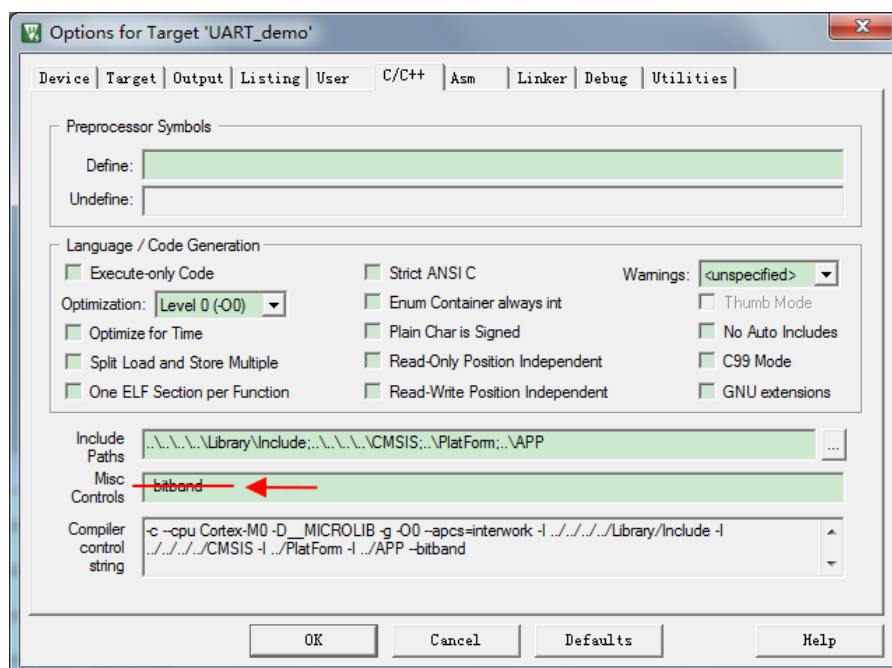 Options for Target 'UART_demo'
Device Target Output Listing User C/C++ Asm Linker Debug Utilities
Preprocessor Symbols
Define:
Undefine:
Language / Code Generation
Execute-only Code Strict ANSI C Warnings: <unspecified>
Optimization: Level 0 (-O0) Enum Container always int Thumb Mode
Optimize for Time Plain Char is Signed No Auto Includes
Split Load and Store Multiple Read-Only Position Independent C99 Mode
One ELF Section per Function Read-Write Position Independent GNU extensions
Include Paths ..\..\..\..\Library\Include;..\..\..\..\CMSIS;..\PlatForm;..\APP ...
Misc Controls --bitband
Compiler control string -c --cpu Cortex-M0 -D__MICROLIB -g -O0 --apcs=interwork -I ../../../../Library/Include -I
../../../../CMSIS -I ../PlatForm -I ../APP --bitband
OK Cancel Defaults Help